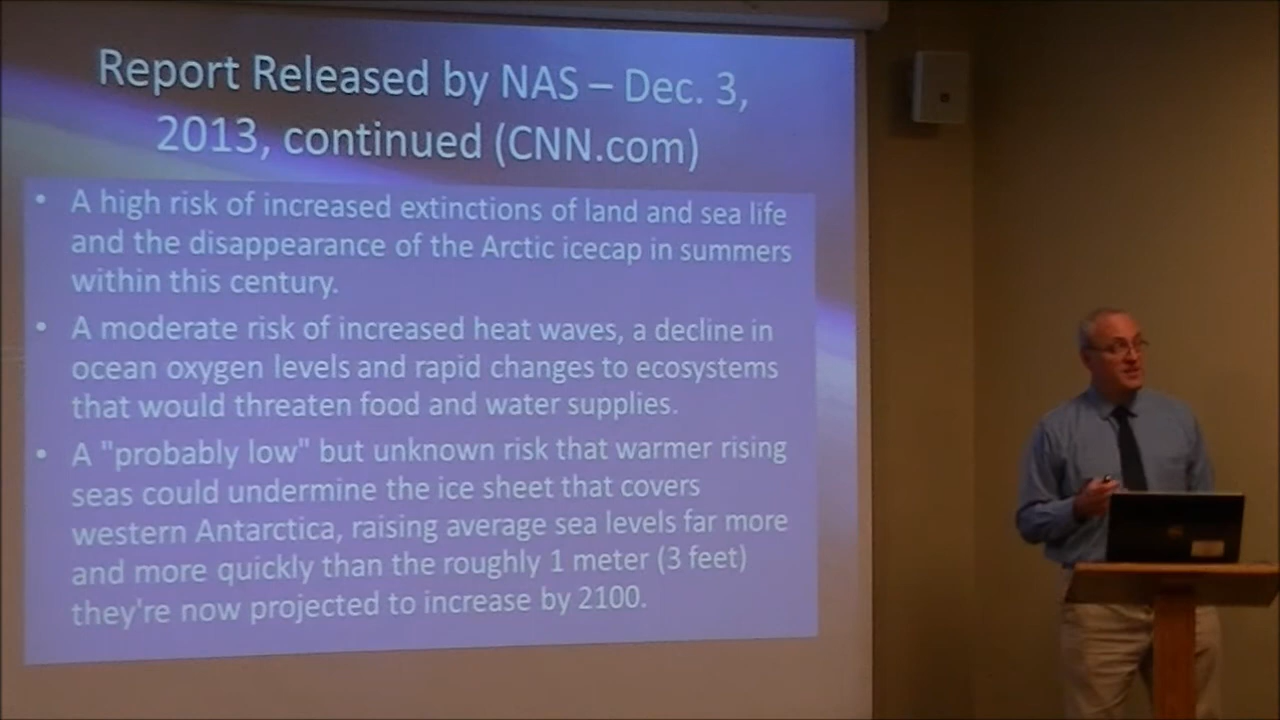 Report Released by NAS – Dec. 3,
2013, continued (CNN.com)
• A high risk of increased extinctions of land and sea life
and the disappearance of the Arctic icecap in summers
within this century.
• A moderate risk of increased heat waves, a decline in
ocean oxygen levels and rapid changes to ecosystems
that would threaten food and water supplies.
• A "probably low" but unknown risk that warmer rising
seas could undermine the ice sheet that covers
western Antarctica, raising average sea levels far more
and more quickly than the roughly 1 meter (3 feet)
they're now projected to increase by 2100.